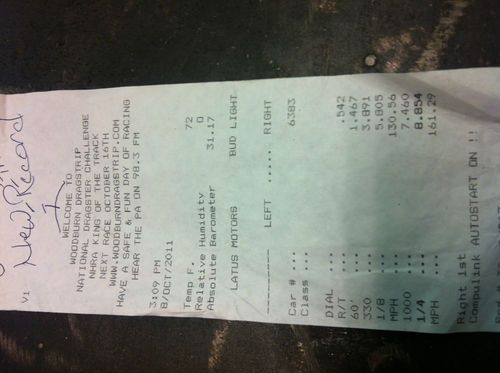 New Record
V1
WELCOME TO
WOODBURN DRAGSTRIP
NATIONAL DRAGSTER CHALLENGE
NHRA KING OF THE TRACK
NEXT RACE OCTOBER 16TH
WWW.WOODBURNDRAGSTRIP.COM
HAVE A SAFE & FUN DAY OF RACING
HEAR THE PA ON 98.3 FM
3:09 PM
8/OCT/2011
Temp F. 72
Relative Humidity 0
Absolute Barometer 31.17
LATUS MOTORS BUD LIGHT
LEFT ..... RIGHT
Car # ... 6383
Class ...
DIAL ...
R/T ... .542
60' ... 1.467
330 ... 3.891
1/8 ... 5.805
MPH ... 130.56
1000 ... 7.460
1/4 ... 8.854
MPH ... 161.29
Right 1st
Compulink AUTOSTART ON !!